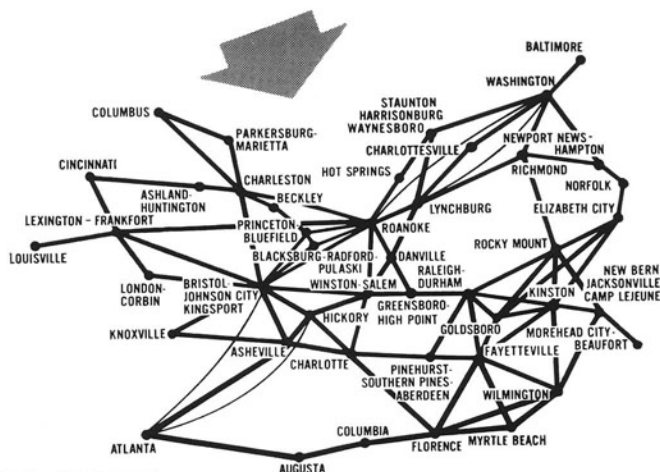 BALTIMORE
WASHINGTON
STAUNTON
HARRISONBURG
WAYNESBORO
COLUMBUS
PARKERSBURG-
MARIETTA
CHARLOTTESVILLE
NEWPORT NEWS-
HAMPTON
CINCINNATI
HOT SPRINGS
RICHMOND
CHARLESTON
ASHLAND-
HUNTINGTON
BECKLEY
NORFOLK
LYNCHBURG
ELIZABETH CITY
LEXINGTON - FRANKFORT
PRINCETON-
BLUEFIELD
ROANOKE
LOUISVILLE
BLACKSBURG-RADFORD-
PULASKI
DANVILLE
ROCKY MOUNT
RALEIGH-
DURHAM
NEW BERN
JACKSONVILLE
CAMP LEJEUNE
LONDON-
CORBIN
BRISTOL-
JOHNSON CITY
KINGSPORT
WINSTON-SALEM
GREENSBORO-
HIGH POINT
KINSTON
HICKORY
GOLDSBORO
MOREHEAD CITY-
BEAUFORT
KNOXVILLE
ASHEVILLE
CHARLOTTE
FAYETTEVILLE
PINEHURST-
SOUTHERN PINES-
ABERDEEN
WILMINGTON
ATLANTA
COLUMBIA
FLORENCE
MYRTLE BEACH
AUGUSTA